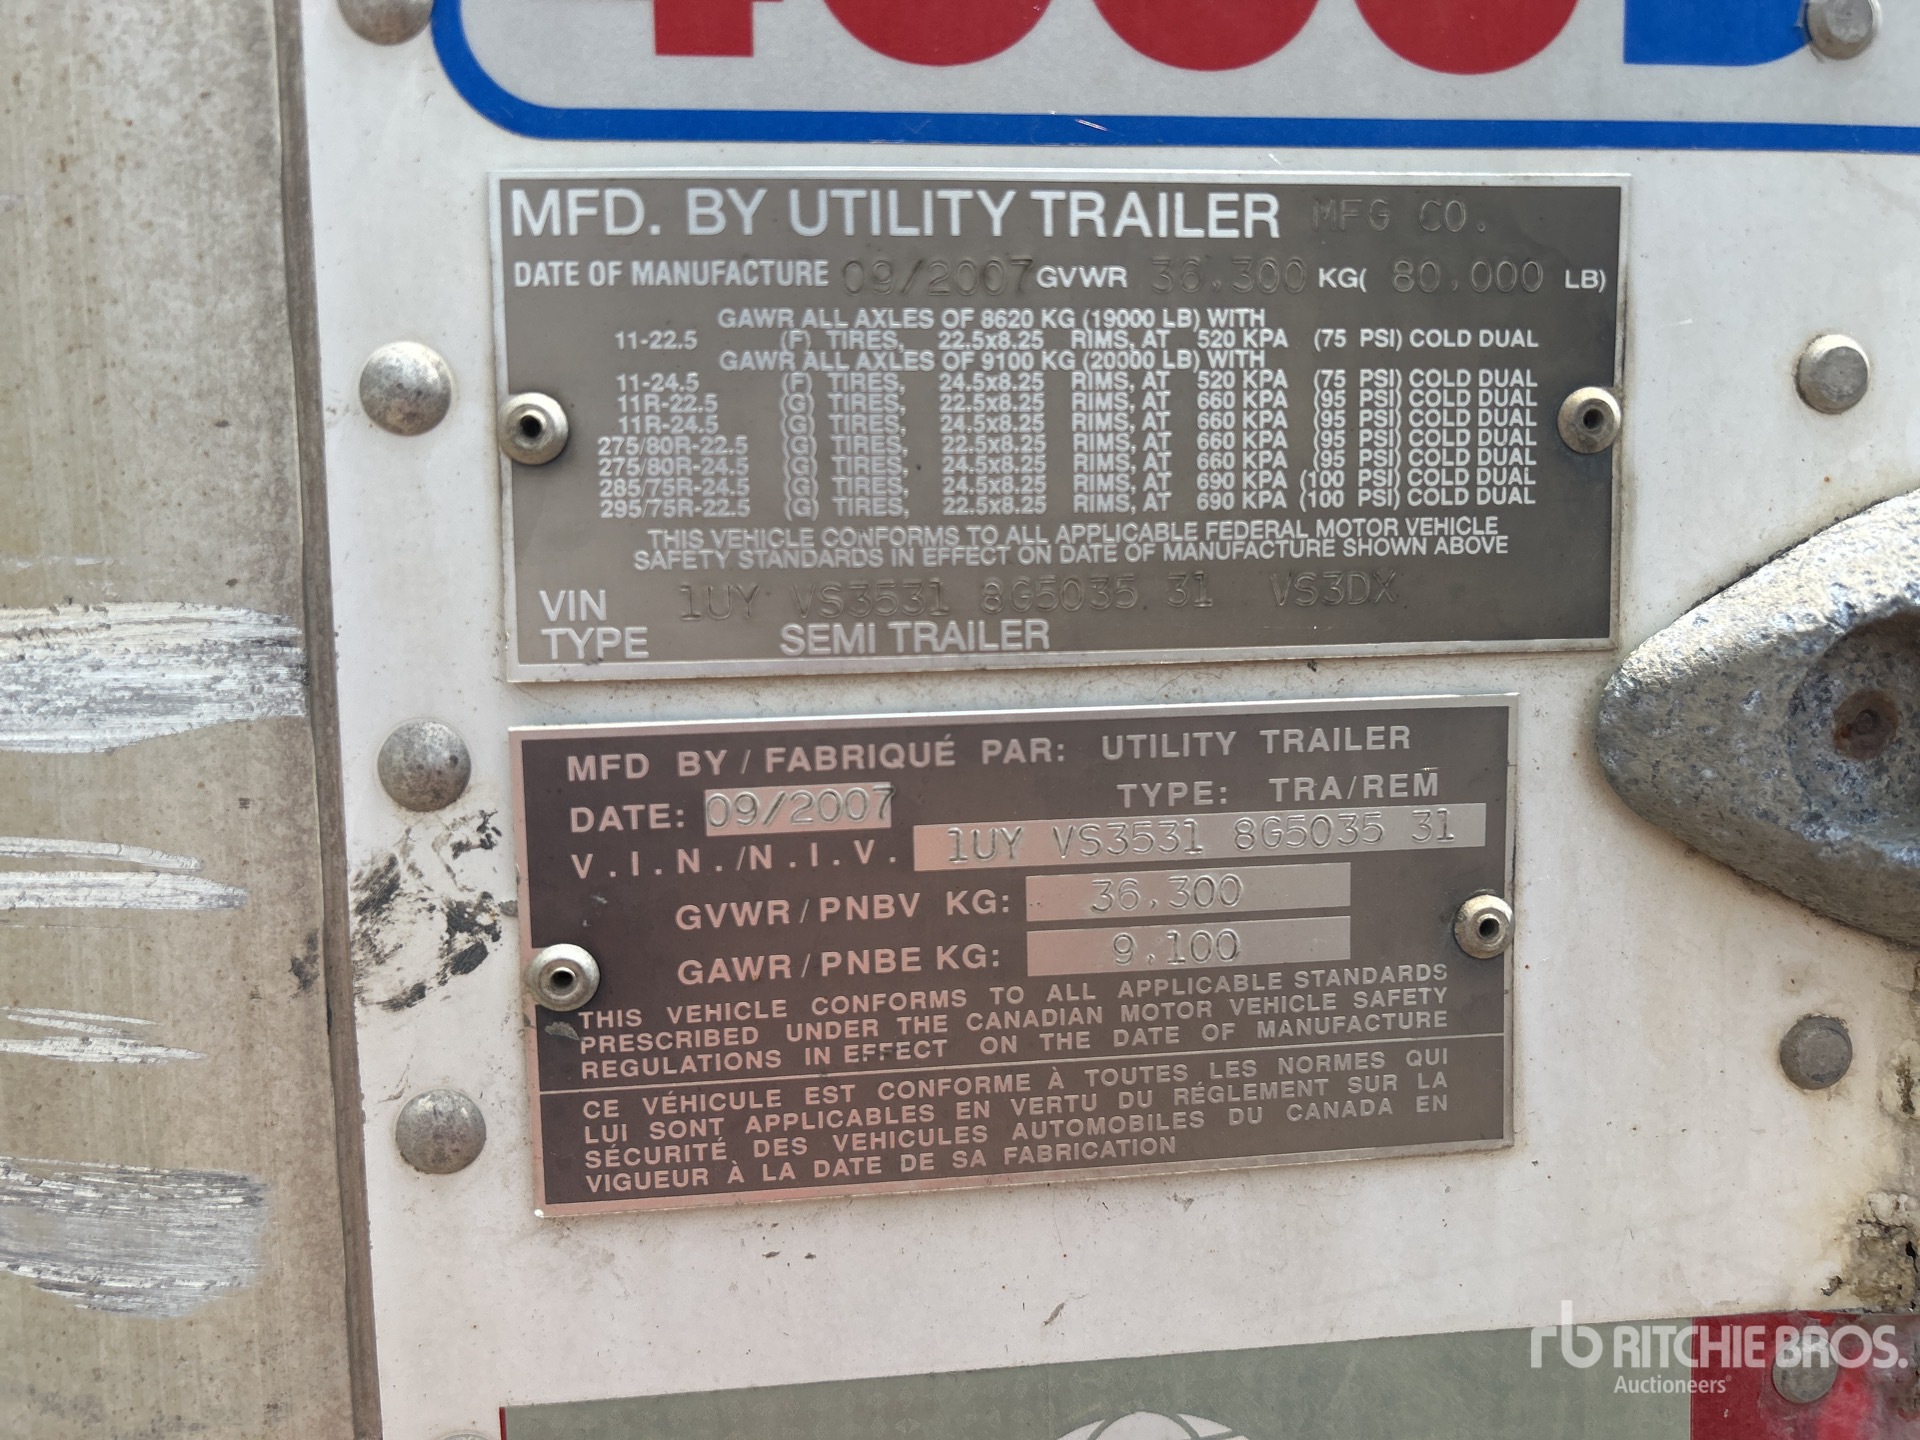 MFD. BY UTILITY TRAILER MFG CO.
DATE OF MANUFACTURE 09/2007 GVWR 36,300 KG( 80,000 LB)
GAWR ALL AXLES OF 8620 KG (19000 LB) WITH
11-22.5 (F) TIRES, 22.5x8.25 RIMS, AT 520 KPA (75 PSI) COLD DUAL
GAWR ALL AXLES OF 9100 KG (20000 LB) WITH
11-24.5 (F) TIRES, 24.5x8.25 RIMS, AT 520 KPA (75 PSI) COLD DUAL
11R-22.5 (G) TIRES, 22.5x8.25 RIMS, AT 660 KPA (95 PSI) COLD DUAL
11R-24.5 (G) TIRES, 24.5x8.25 RIMS, AT 660 KPA (95 PSI) COLD DUAL
275/80R-22.5 (G) TIRES, 22.5x8.25 RIMS, AT 660 KPA (95 PSI) COLD DUAL
275/80R-24.5 (G) TIRES, 24.5x8.25 RIMS, AT 660 KPA (95 PSI) COLD DUAL
285/75R-24.5 (G) TIRES, 24.5x8.25 RIMS, AT 690 KPA (100 PSI) COLD DUAL
295/75R-22.5 (G) TIRES, 22.5x8.25 RIMS, AT 690 KPA (100 PSI) COLD DUAL
THIS VEHICLE CONFORMS TO ALL APPLICABLE FEDERAL MOTOR VEHICLE
SAFETY STANDARDS IN EFFECT ON DATE OF MANUFACTURE SHOWN ABOVE
VIN 1UY VS3531 8G5035 31 VS3DX
TYPE SEMI TRAILER
MFD BY / FABRIQUÉ PAR: UTILITY TRAILER
DATE: 09/2007 TYPE: TRA/REM
V.I.N./N.I.V. 1UY VS3531 8G5035 31
GVWR/PNBV KG: 36,300
GAWR/PNBE KG: 9,100
THIS VEHICLE CONFORMS TO ALL APPLICABLE STANDARDS
PRESCRIBED UNDER THE CANADIAN MOTOR VEHICLE SAFETY
REGULATIONS IN EFFECT ON THE DATE OF MANUFACTURE
CE VÉHICULE EST CONFORME À TOUTES LES NORMES QUI
LUI SONT APPLICABLES EN VERTU DU RÉGLEMENT SUR LA
SÉCURITÉ DES VEHICULES AUTOMOBILES DU CANADA EN
VIGUEUR À LA DATE DE SA FABRICATION
rb RITCHIE BROS.
Auctioneers